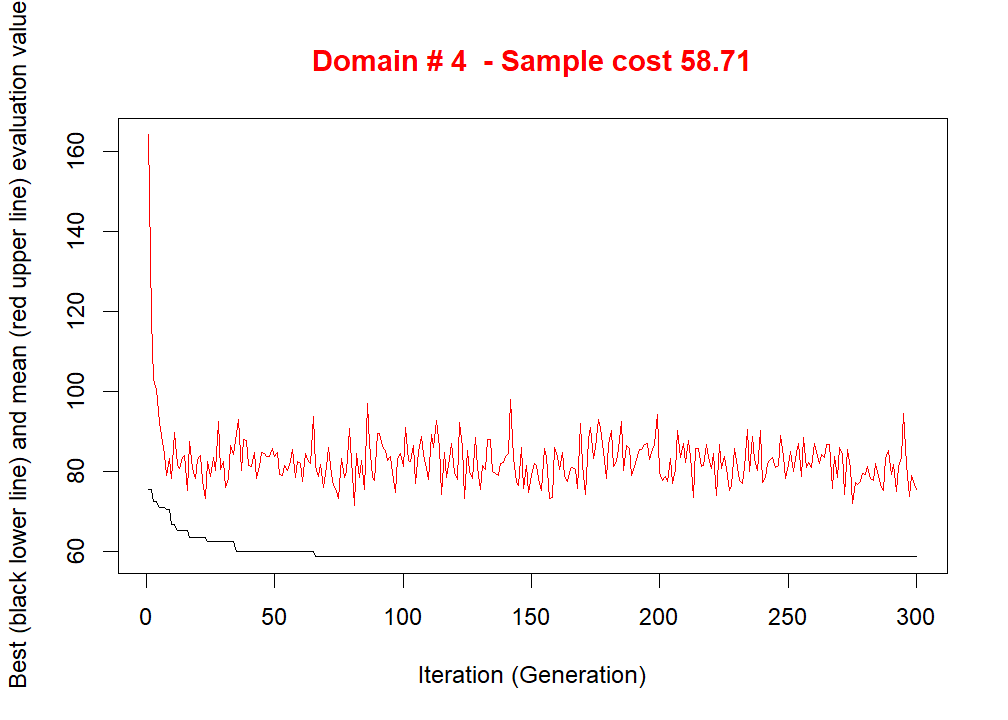 Domain # 4  - Sample cost 58.71
Best (black lower line) and mean (red upper line) evaluation value
160
140
120
100
80
60
0 50 100 150 200 250 300
Iteration (Generation)